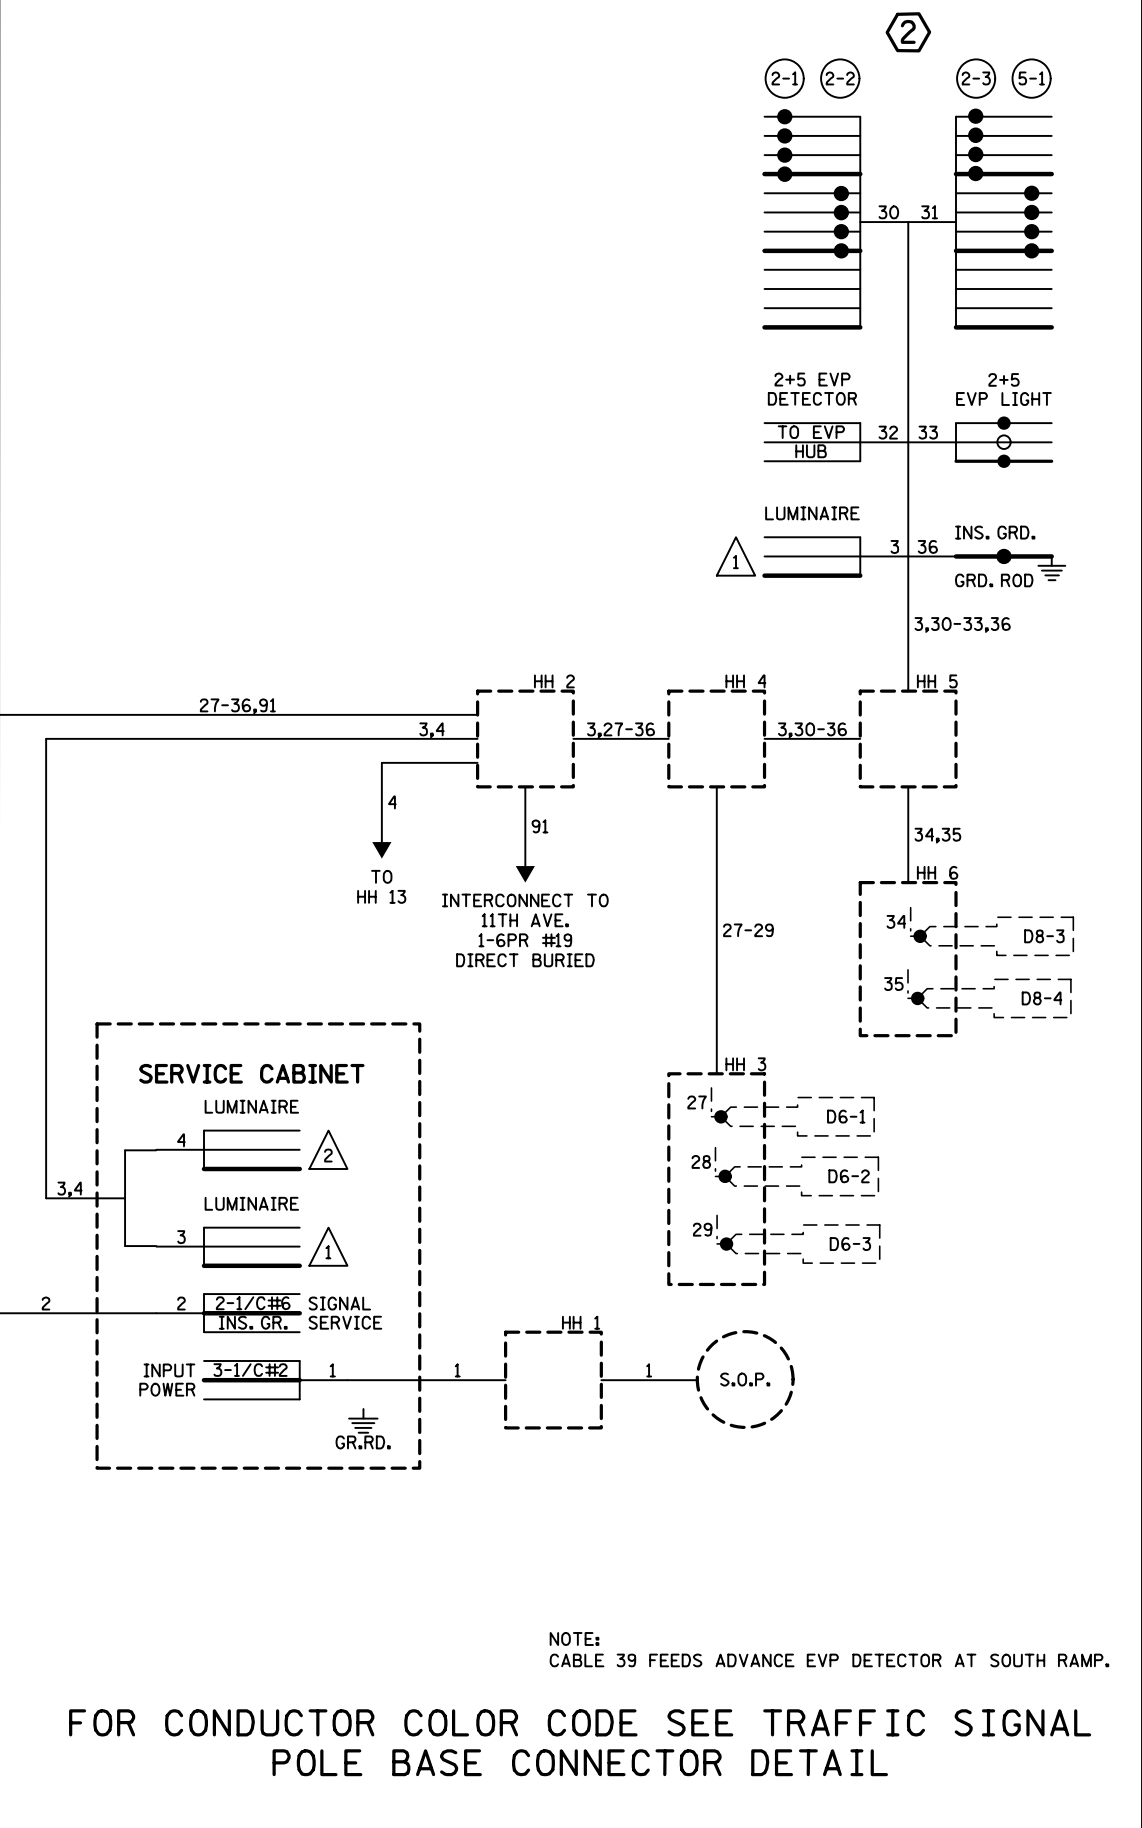 2
2-1 2-2 2-3 5-1
30 31
2+5 EVP
DETECTOR
2+5
EVP LIGHT
TO EVP
HUB
32 33
LUMINAIRE
1
3 36
INS. GRD.
GRD. ROD
3,30-33,36
HH 2
HH 4
HH 5
27-36,91
3,4
3,27-36
3,30-36
4
TO
HH 13
91
INTERCONNECT TO
11TH AVE.
1-6PR #19
DIRECT BURIED
27-29
34,35
HH 6
34
D8-3
35
D8-4
HH 3
27
D6-1
28
D6-2
29
D6-3
SERVICE CABINET
LUMINAIRE
4
2
3,4
LUMINAIRE
3
1
2
2
2-1/C#6
INS. GR.
SIGNAL
SERVICE
INPUT
POWER
3-1/C#2
1
1
HH 1
1
S.O.P.
GR.RD.
NOTE:
CABLE 39 FEEDS ADVANCE EVP DETECTOR AT SOUTH RAMP.
FOR CONDUCTOR COLOR CODE SEE TRAFFIC SIGNAL
POLE BASE CONNECTOR DETAIL